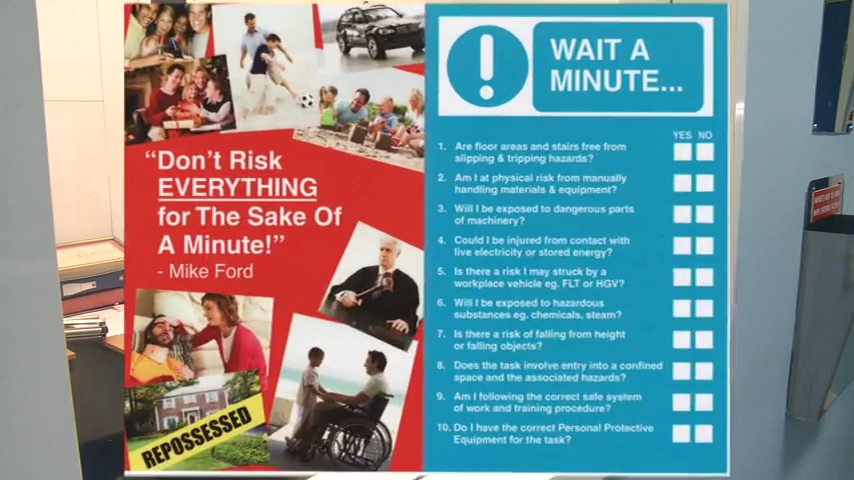 "Don't Risk
EVERYTHING
for The Sake Of
A Minute!"
- Mike Ford
REPOSSESSED
WAIT A
MINUTE...
YES NO
1. Are floor areas and stairs free from
slipping & tripping hazards?
2. Am I at physical risk from manually
handling materials & equipment?
3. Will I be exposed to dangerous parts
of machinery?
4. Could I be injured from contact with
live electricity or stored energy?
5. Is there a risk I may struck by a
workplace vehicle eg. FLT or HGV?
6. Will I be exposed to hazardous
substances eg. chemicals, steam?
7. Is there a risk of falling from height
or falling objects?
8. Does the task involve entry into a confined
space and the associated hazards?
9. Am I following the correct safe system
of work and training procedure?
10. Do I have the correct Personal Protective
Equipment for the task?